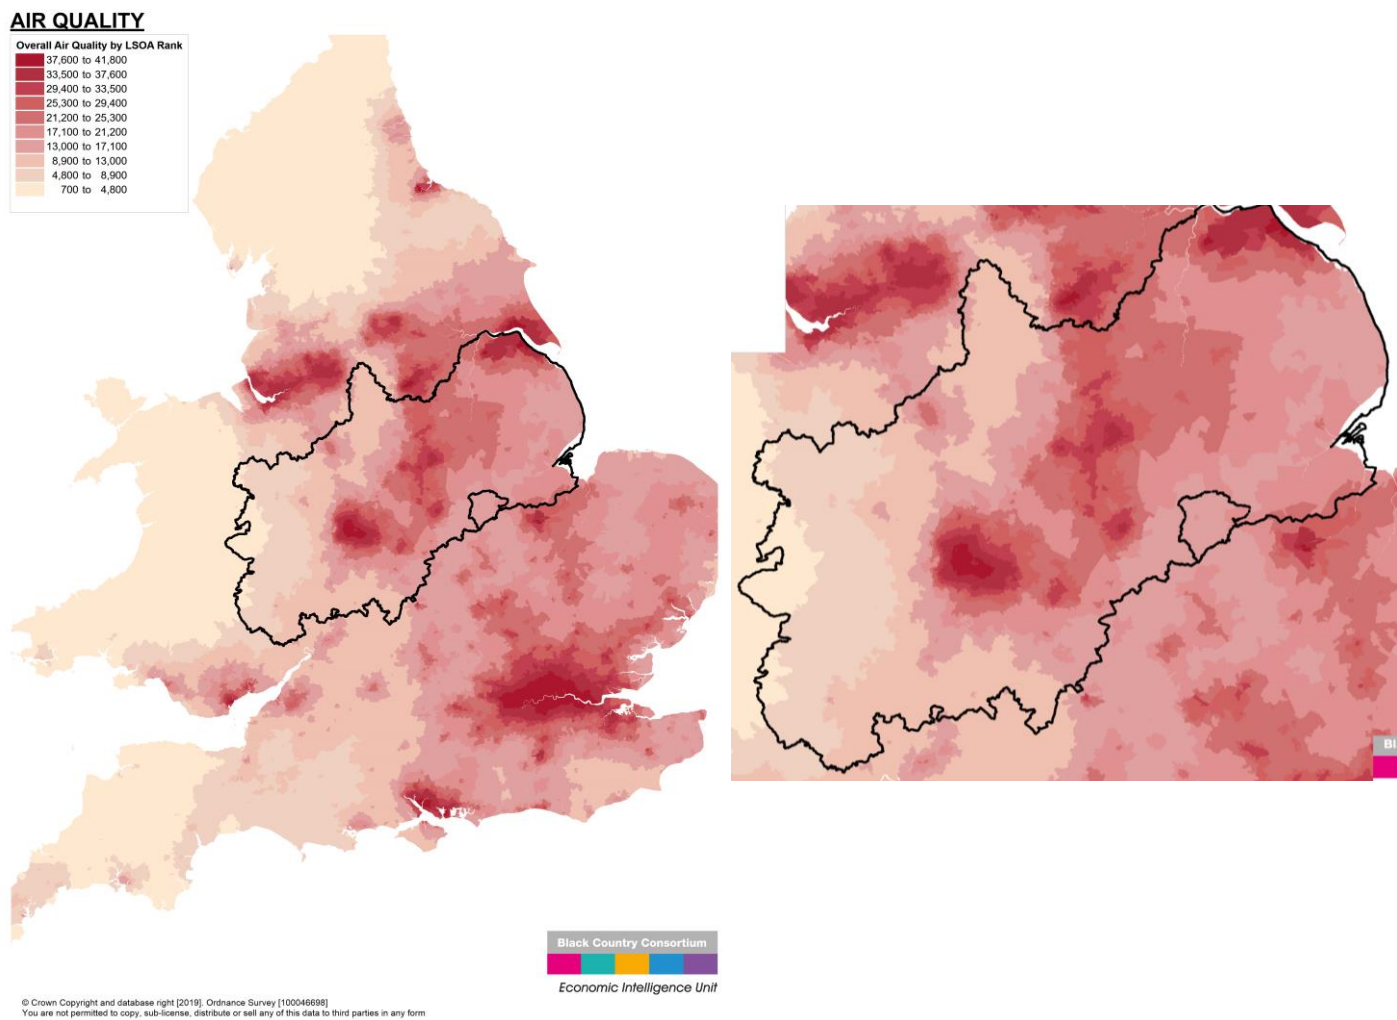 AIR QUALITY
Overall Air Quality by LSOA Rank
37,600 to 41,800
33,500 to 37,600
29,400 to 33,500
25,300 to 29,400
21,200 to 25,300
17,100 to 21,200
13,000 to 17,100
8,900 to 13,000
4,800 to 8,900
700 to 4,800
Bl
Black Country Consortium
Economic Intelligence Unit
© Crown Copyright and database right [2019]. Ordnance Survey [100046698]
You are not permitted to copy, sub-license, distribute or sell any of this data to third parties in any form